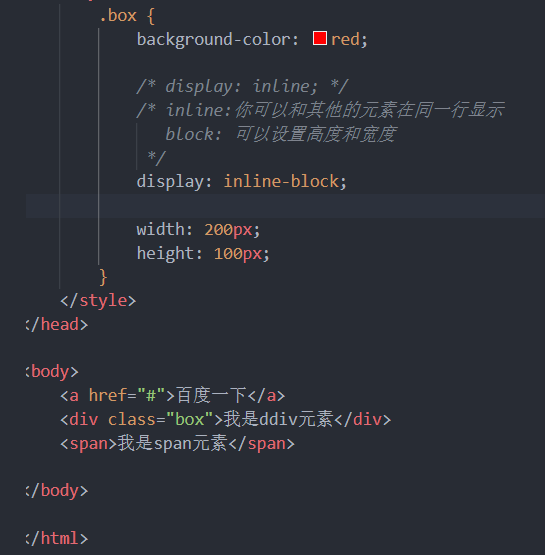 .box {
background-color: red;
/* display: inline; */
/* inline:你可以和其他的元素在同一行显示
block: 可以设置高度和宽度
*/
display: inline-block;
width: 200px;
height: 100px;
}
</style>
</head>
<body>
<a href="#">百度一下</a>
<div class="box">我是ddiv元素</div>
<span>我是span元素</span>
</body>
</html>